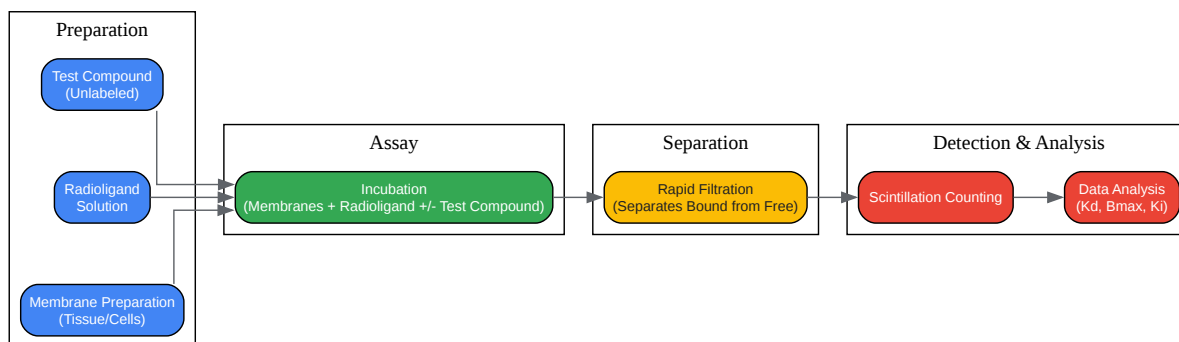 Preparation
Test Compound
(Unlabeled)
Radioligand
Solution
Membrane Preparation
(Tissue/Cells)
Assay
Incubation
(Membranes + Radioligand +/- Test Compound)
Separation
Rapid Filtration
(Separates Bound from Free)
Detection & Analysis
Scintillation Counting
Data Analysis
(Kd, Bmax, Ki)